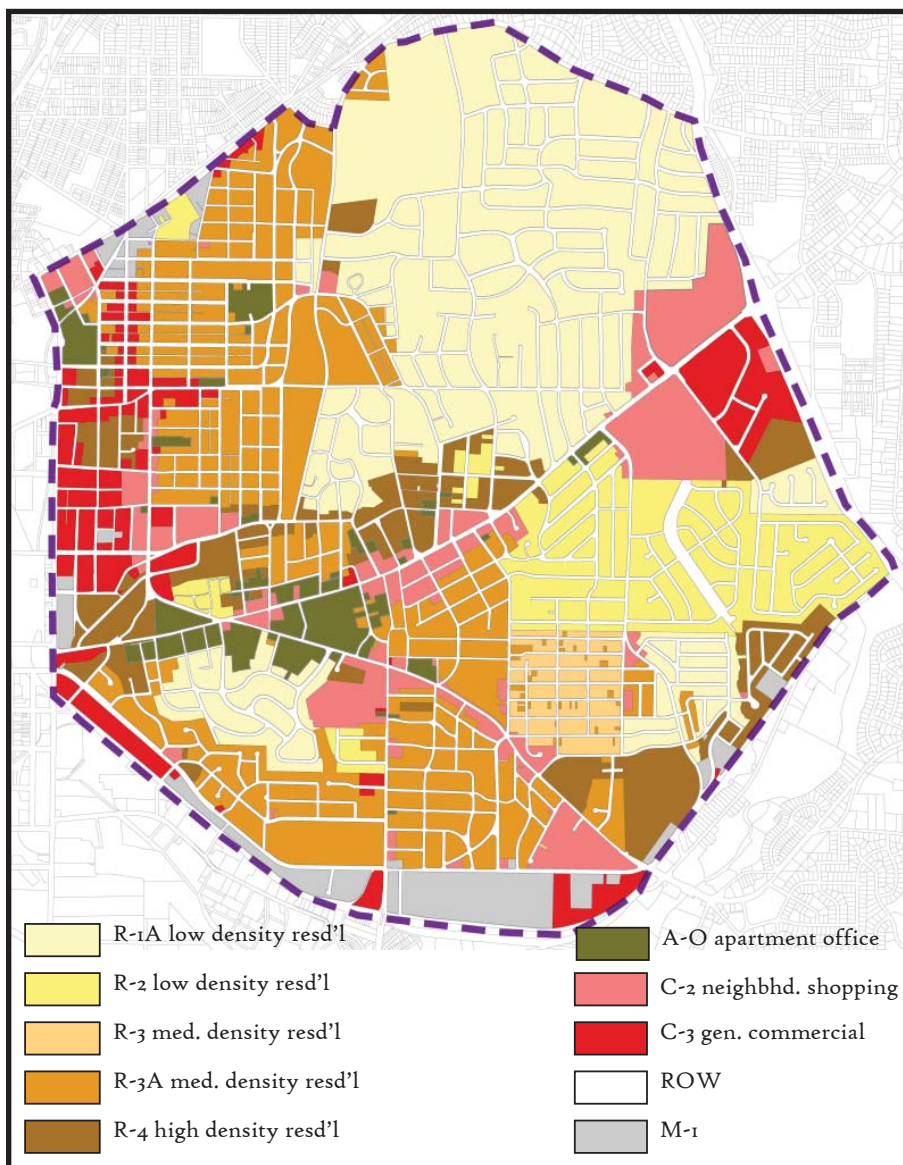 R-1A low density resd'l
R-2 low density resd'l
R-3 med. density resd'l
R-3A med. density resd'l
R-4 high density resd'l
A-O apartment office
C-2 neighbhd. shopping
C-3 gen. commercial
ROW
M-1